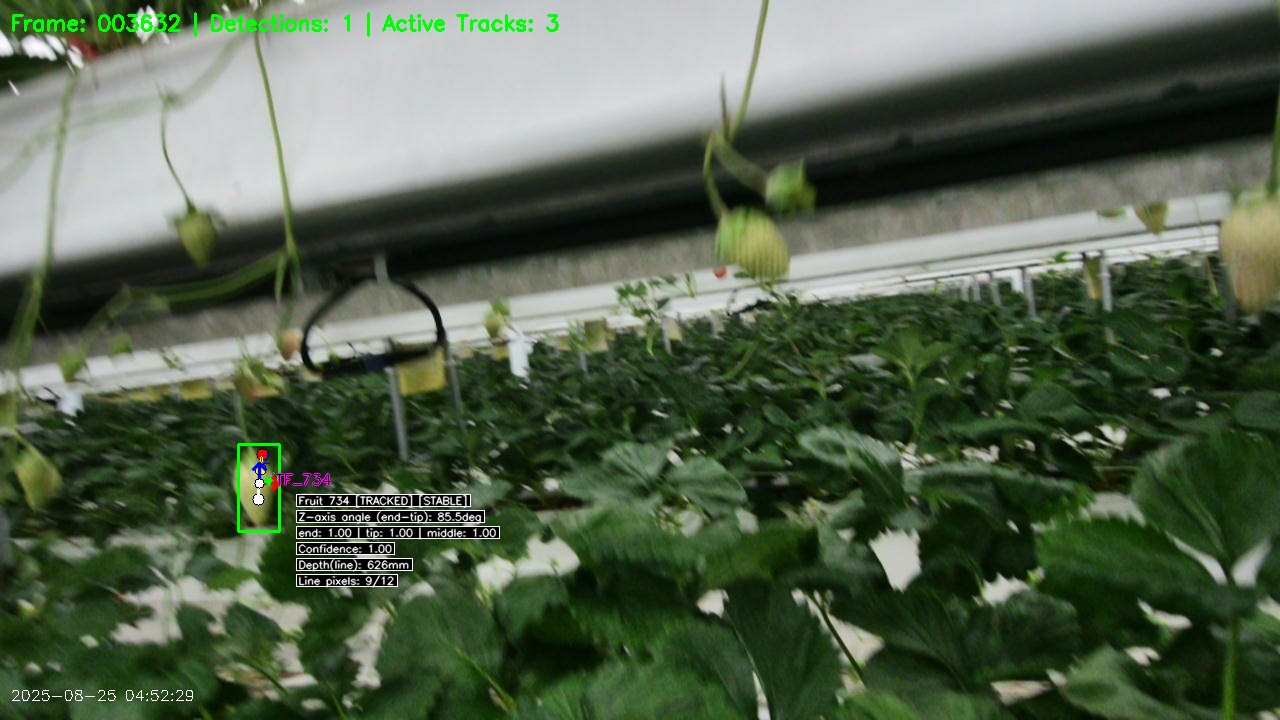 Frame: 003632 | Detections: 1 | Active Tracks: 3
TF_734
Fruit 734 [TRACKED] [STABLE]
Z-axis angle (end-tip): 85.5deg
end: 1.00 | tip: 1.00 | middle: 1.00
Confidence: 1.00
Depth(line): 626mm
Line pixels: 9/12
2025-08-25 04:52:29